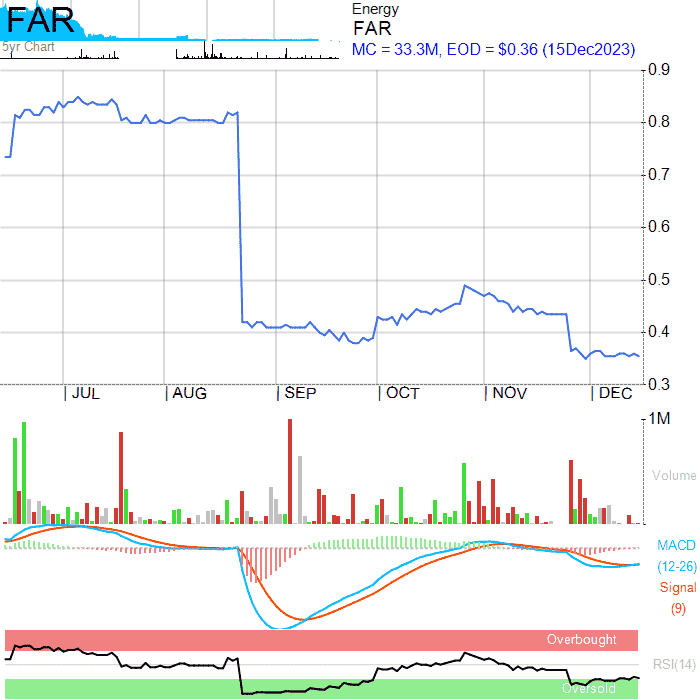 FAR
5yr Chart
Energy
FAR
MC = 33.3M, EOD = $0.36 (15Dec2023)
0.9
0.8
0.7
0.6
0.5
0.4
0.3
JUL AUG SEP OCT NOV DEC
1M
Volume
MACD
(12-26)
Signal
(9)
Overbought
RSI(14)
Oversold